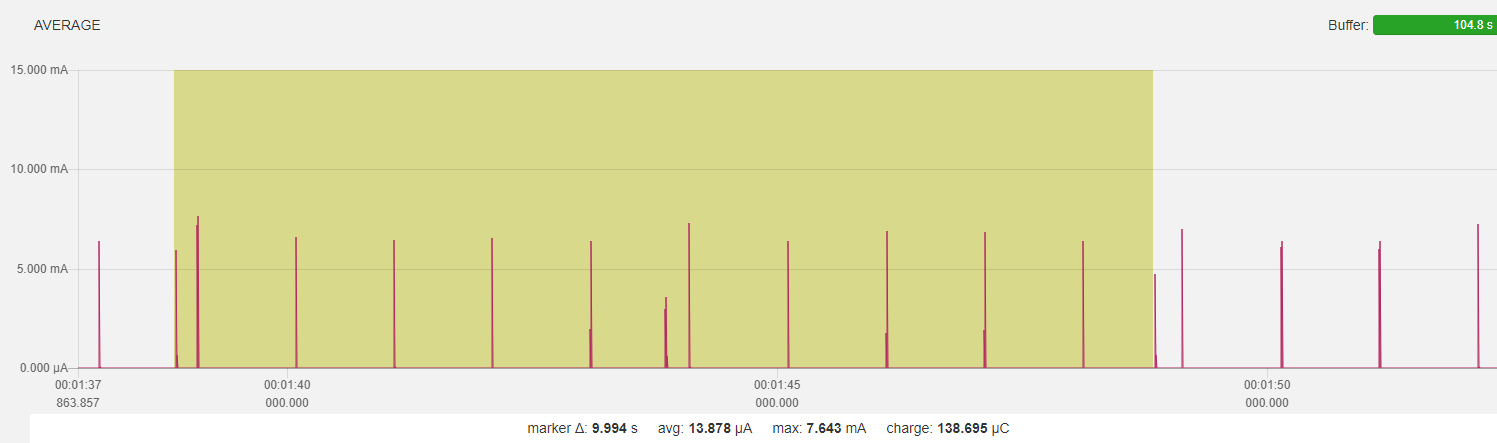 AVERAGE
Buffer: 104.8 s
15.000 mA
10.000 mA
5.000 mA
0.000 µA
00:01:37 00:01:40 00:01:45 00:01:50
863.857 000.000 000.000 000.000
marker Δ: 9.994 s avg: 13.878 µA max: 7.643 mA charge: 138.695 µC